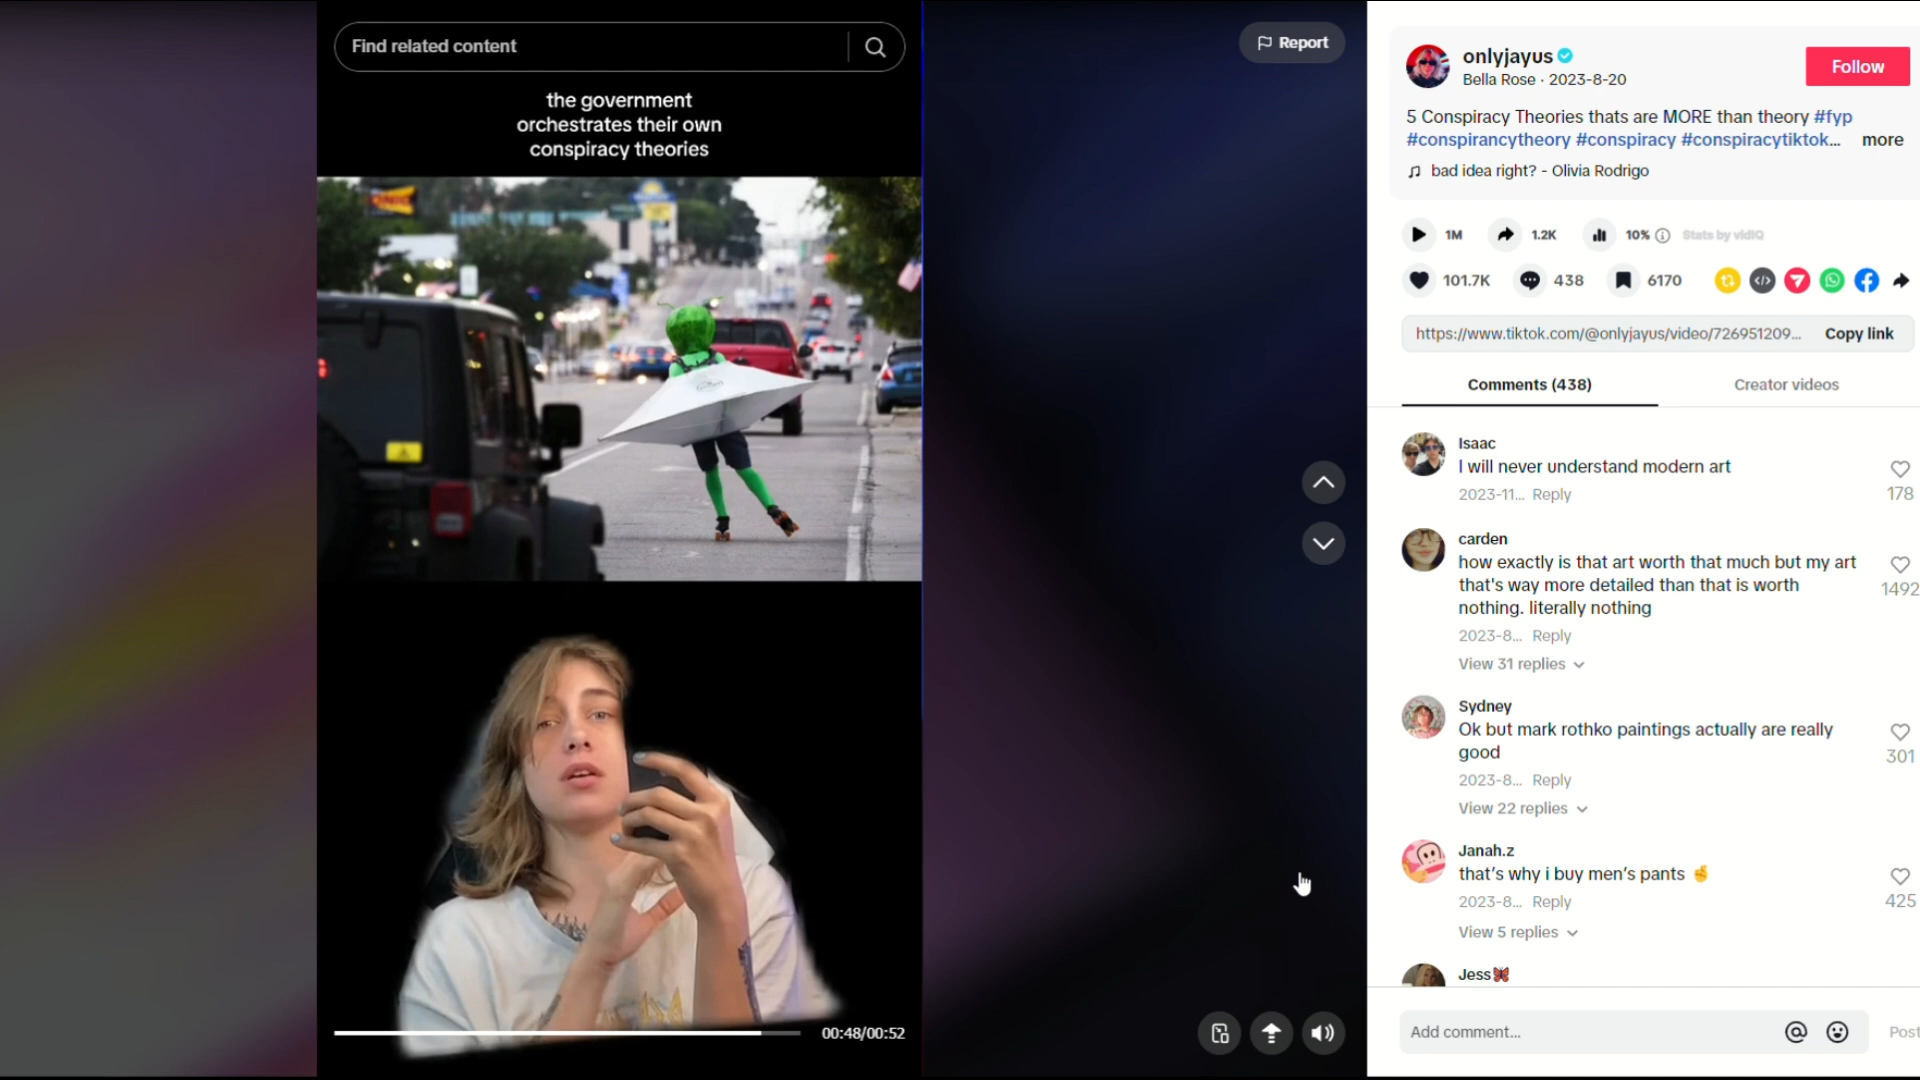 Find related content
Report
the government
orchestrates their own
conspiracy theories
SONIC
00:48/00:52
onlyjayus
Bella Rose · 2023-8-20
Follow
5 Conspiracy Theories thats are MORE than theory #fyp
#conspirancytheory #conspiracy #conspiracytiktok... more
bad idea right? - Olivia Rodrigo
1M 1.2K 10% Stats by vidIQ
101.7K 438 6170
https://www.tiktok.com/@onlyjayus/video/726951209... Copy link
Comments (438) Creator videos
Isaac
I will never understand modern art
2023-11... Reply
178
carden
how exactly is that art worth that much but my art
that's way more detailed than that is worth
nothing. literally nothing
1492
2023-8... Reply
View 31 replies
Sydney
Ok but mark rothko paintings actually are really
good
301
2023-8... Reply
View 22 replies
Janah.z
that's why i buy men's pants
2023-8... Reply
425
View 5 replies
Jess
Add comment...
Post